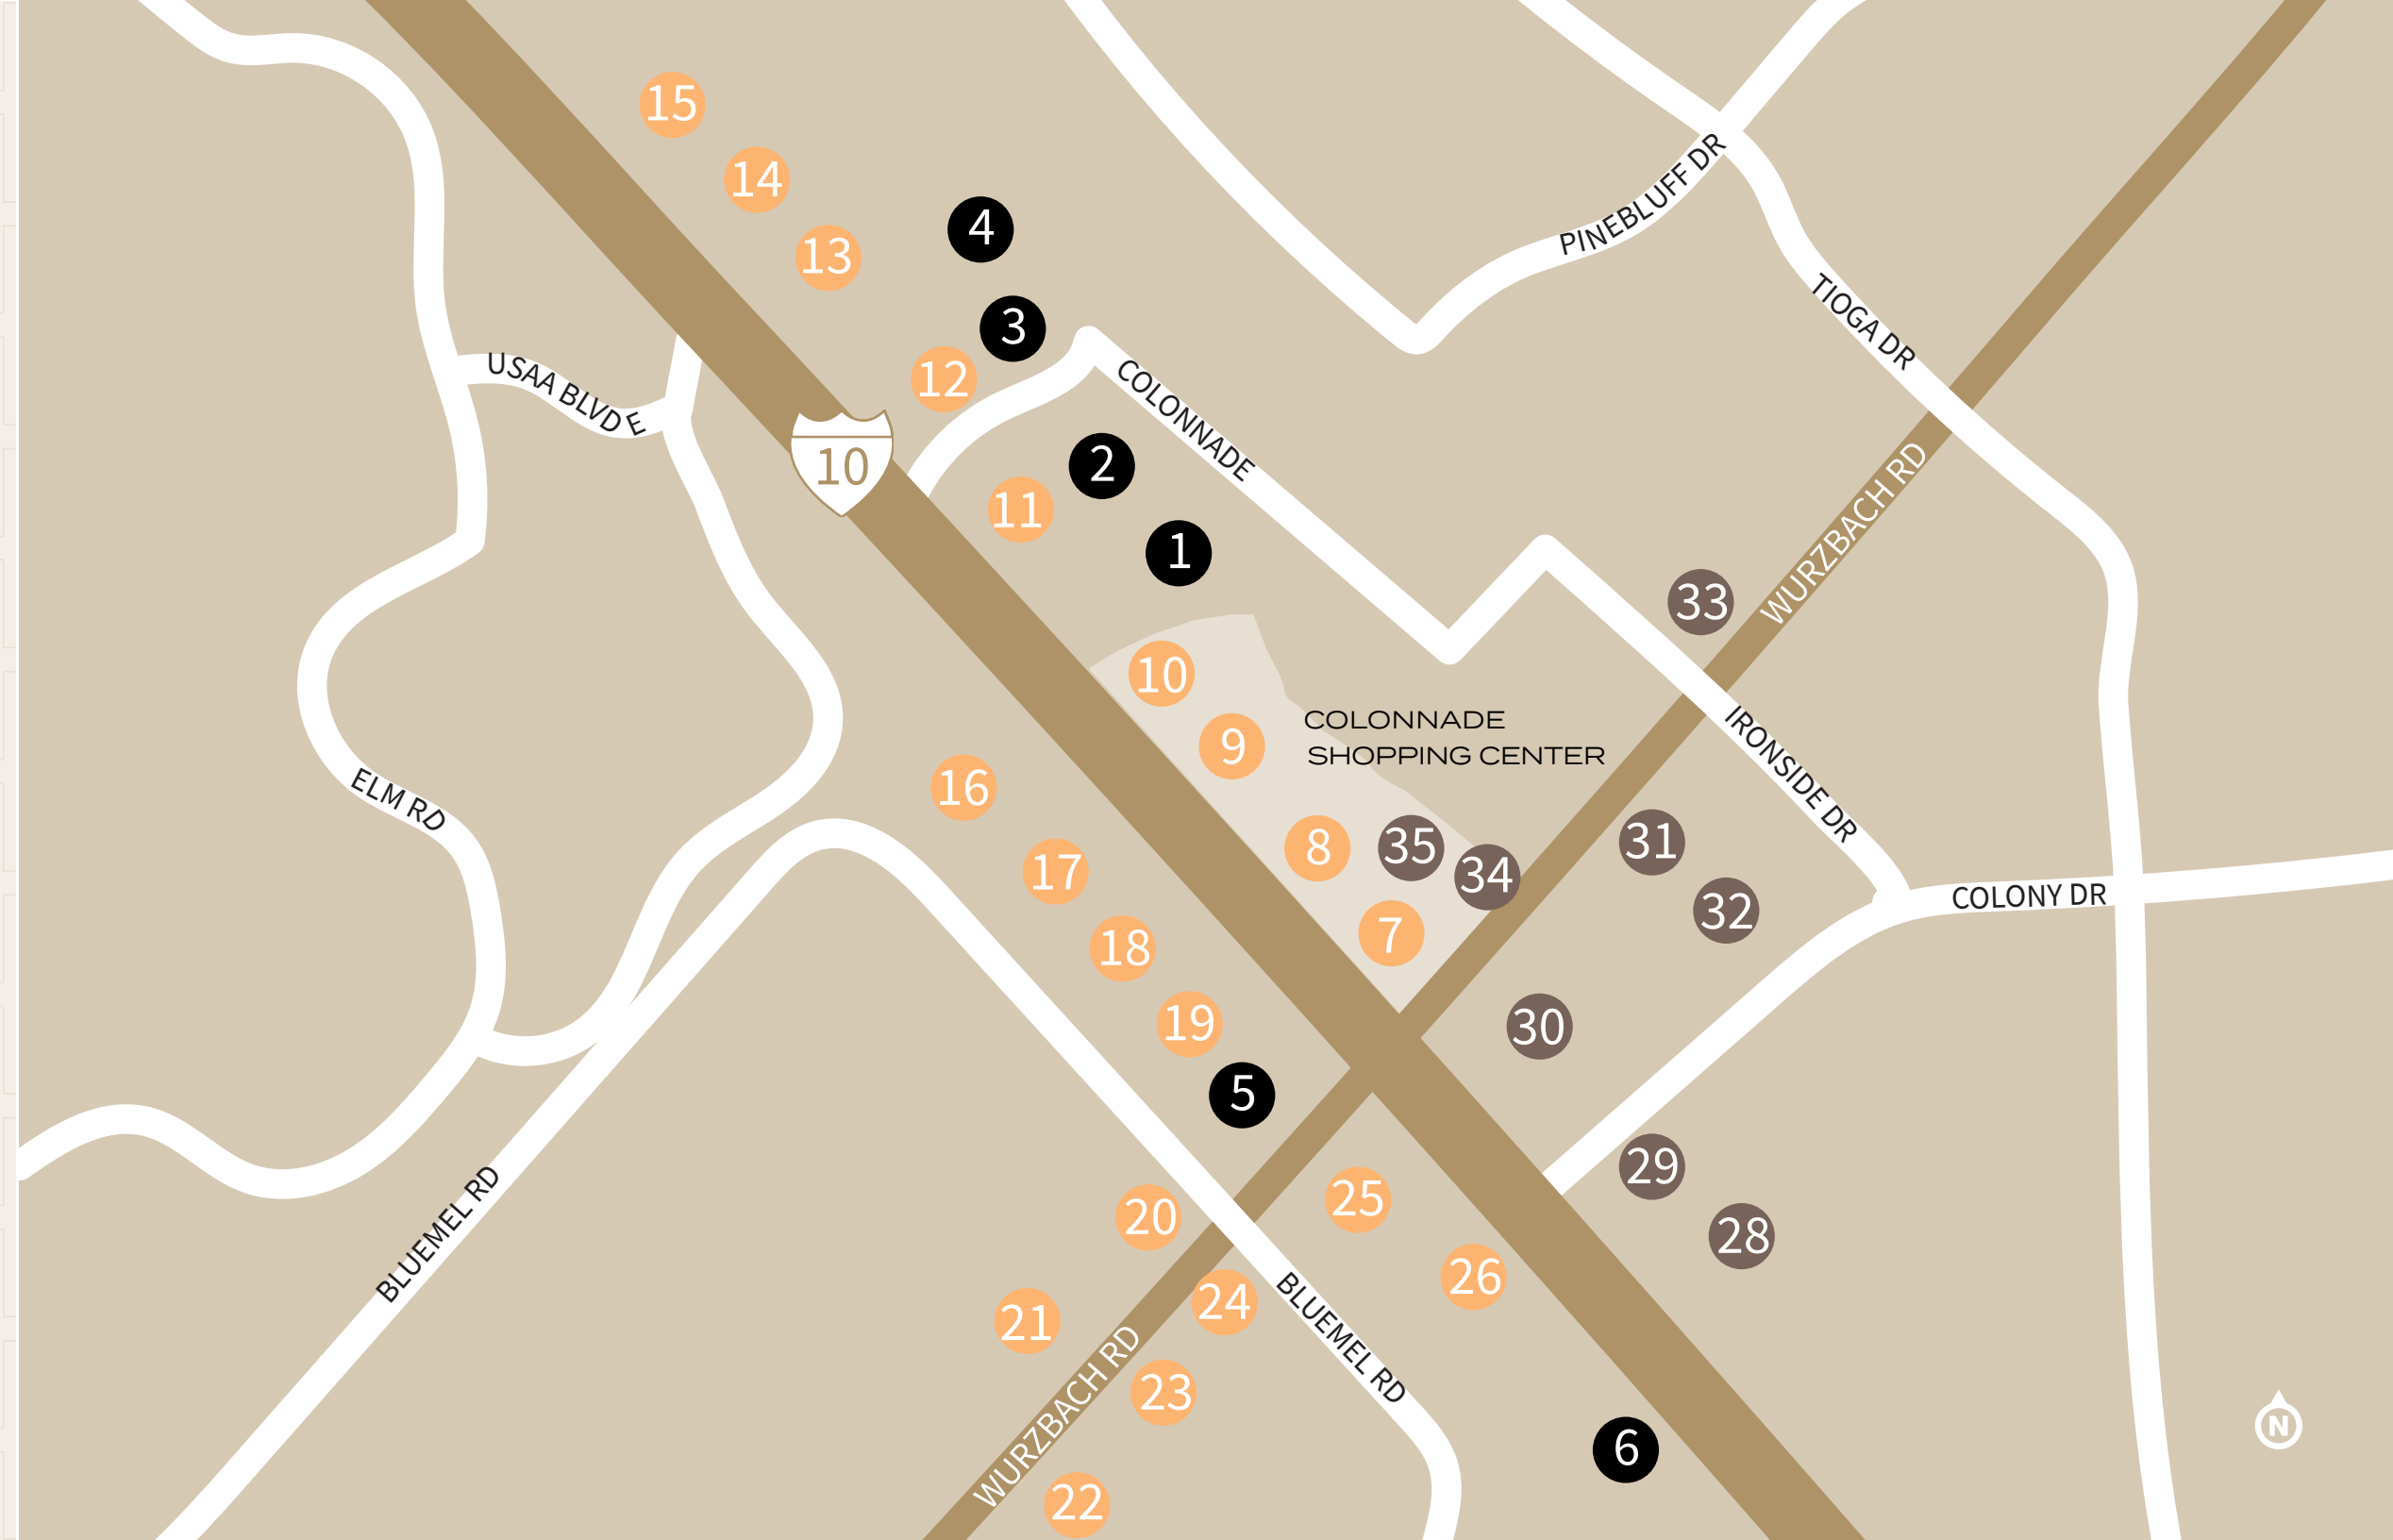 15
14
4
13
PINEBLUFF DR
3
TIOGA DR
12
USAA BLVD E
COLONNADE
10
2
11
1
WURZBACH RD
33
10
COLONNADE
SHOPPING CENTER
9
IRONSIDE DR
16
ELM RD
8
35
34
31
17
COLONY DR
32
7
18
19
30
5
29
BLUEMEL RD
25
20
28
26
24
21
BLUEMEL RD
23
WURZBACH RD
6
N
22